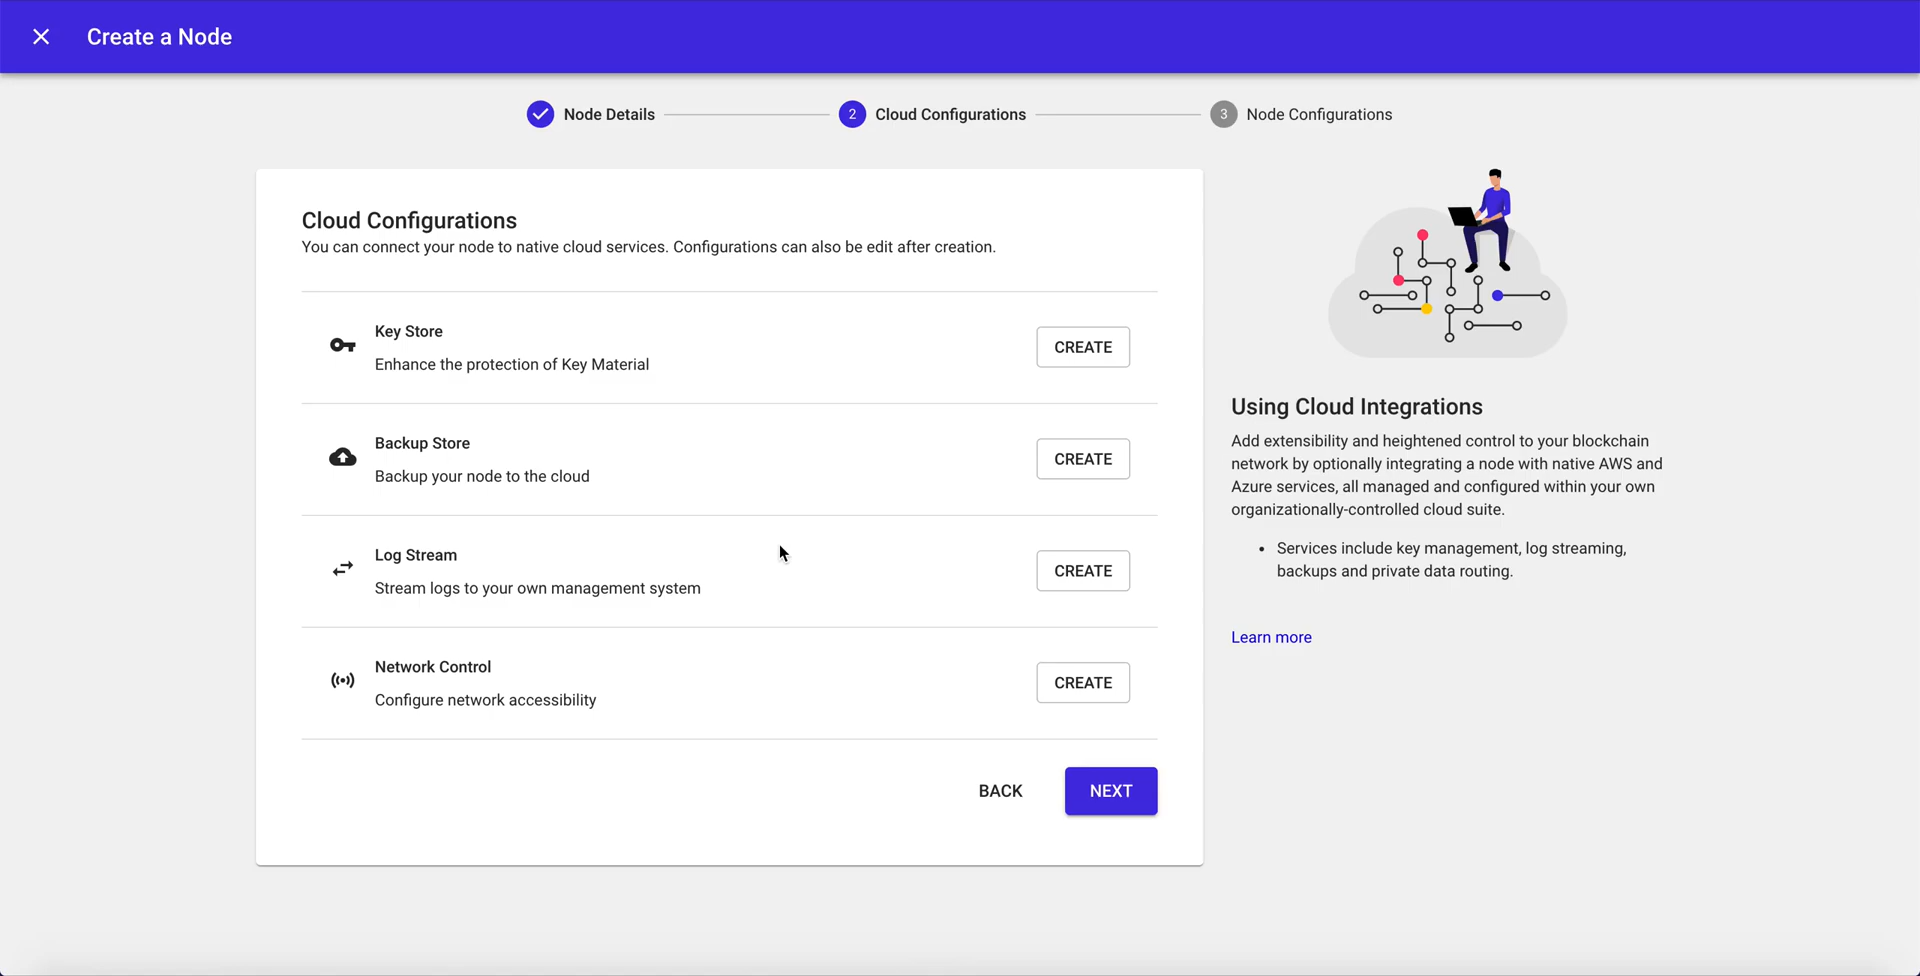 Create a Node
Node Details
2
Cloud Configurations
3
Node Configurations
Cloud Configurations
You can connect your node to native cloud services. Configurations can also be edit after creation.
Key Store
Enhance the protection of Key Material
CREATE
Backup Store
Backup your node to the cloud
CREATE
Log Stream
Stream logs to your own management system
CREATE
Network Control
Configure network accessibility
CREATE
BACK
NEXT
Using Cloud Integrations
Add extensibility and heightened control to your blockchain
network by optionally integrating a node with native AWS and
Azure services, all managed and configured within your own
organizationally-controlled cloud suite.
• Services include key management, log streaming,
backups and private data routing.
Learn more